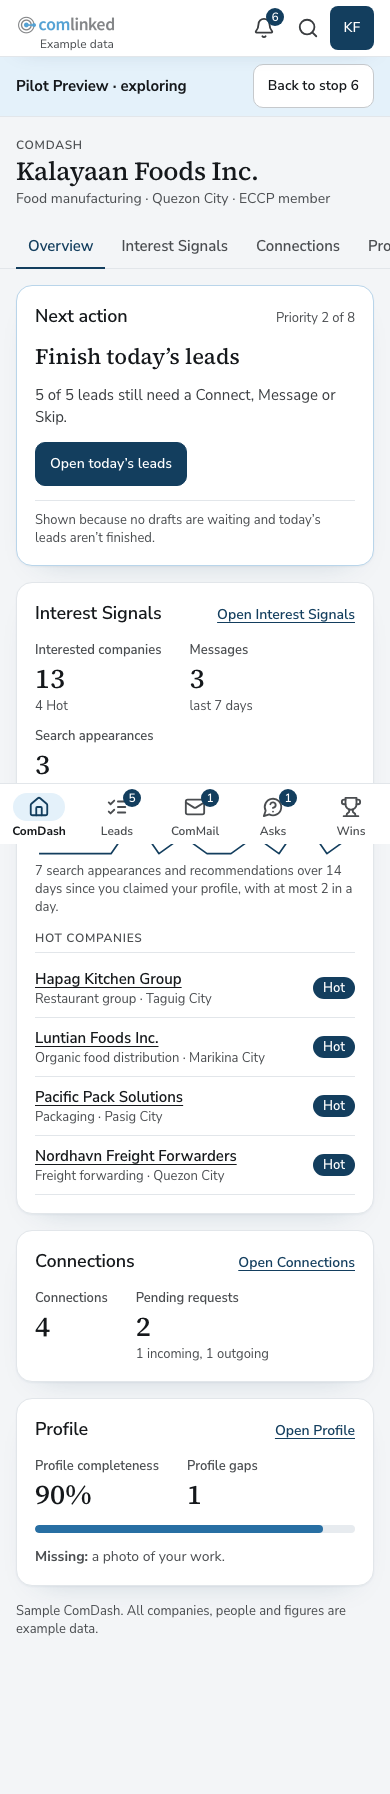 comlinked
Example data
6
KF
Pilot Preview · exploring
Back to stop 6
COMDASH
Kalayaan Foods Inc.
Food manufacturing · Quezon City · ECCP member
Overview
Interest Signals
Connections
Pro
Next action
Priority 2 of 8
Finish today’s leads
5 of 5 leads still need a Connect, Message or
Skip.
Open today’s leads
Shown because no drafts are waiting and today’s
leads aren’t finished.
Interest Signals
Open Interest Signals
Interested companies
Messages
13
3
4 Hot
last 7 days
Search appearances
3
5
1
1
ComDash
Leads
ComMail
Asks
Wins
7 search appearances and recommendations over 14
days since you claimed your profile, with at most 2 in a
day.
HOT COMPANIES
Hapag Kitchen Group
Restaurant group · Taguig City
Hot
Luntian Foods Inc.
Organic food distribution · Marikina City
Hot
Pacific Pack Solutions
Packaging · Pasig City
Hot
Nordhavn Freight Forwarders
Freight forwarding · Quezon City
Hot
Connections
Open Connections
Connections
Pending requests
4
2
1 incoming, 1 outgoing
Profile
Open Profile
Profile completeness
Profile gaps
90%
1
Missing: a photo of your work.
Sample ComDash. All companies, people and figures are
example data.